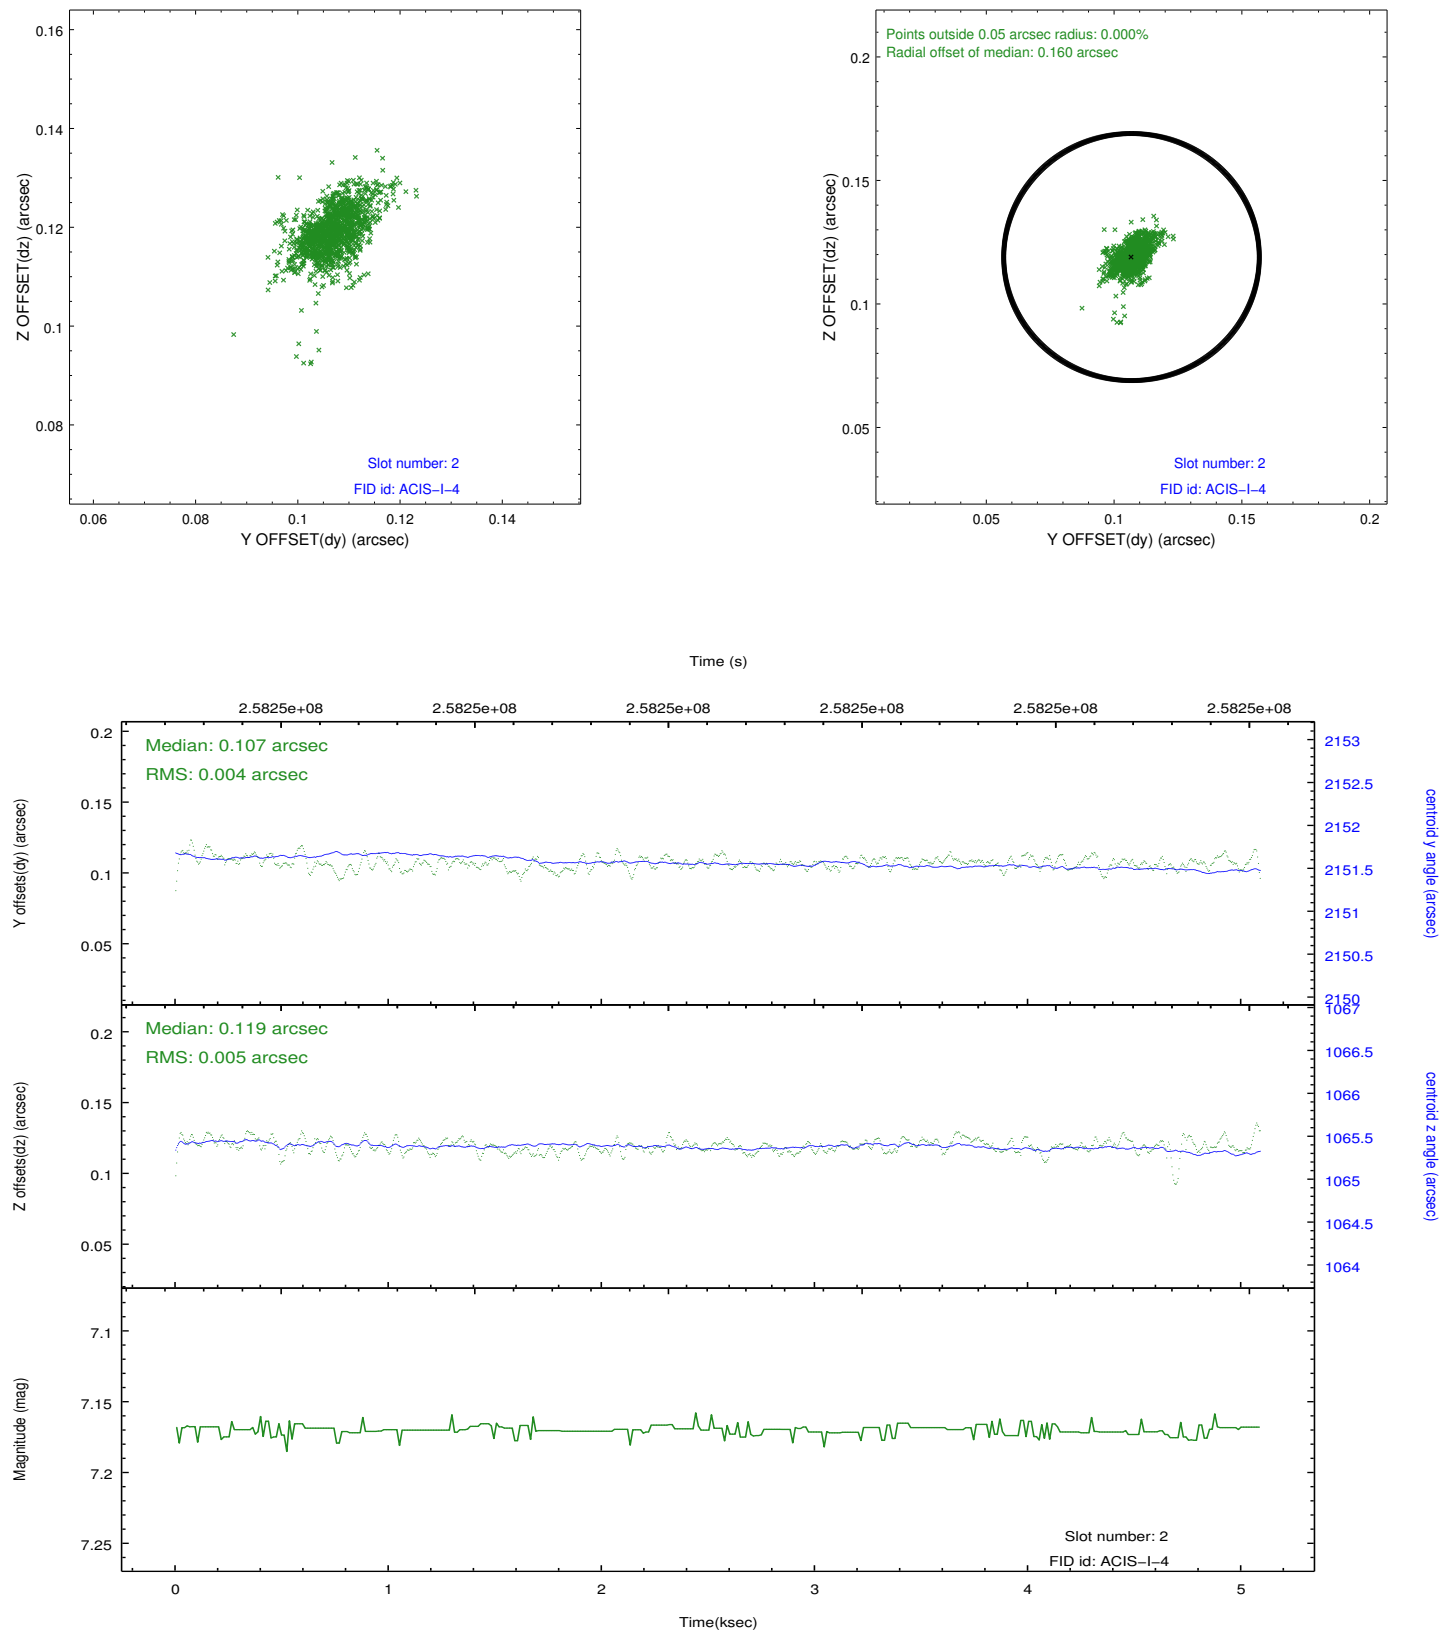 0.16
0.14
0.12
0.1
0.08
Z OFFSET(dz) (arcsec)
Slot number: 2
FID id: ACIS−I−4
0.06 0.08 0.1 0.12 0.14
Y OFFSET(dy) (arcsec)
Points outside 0.05 arcsec radius: 0.000%
Radial offset of median: 0.160 arcsec
0.2
0.15
0.1
0.05
Z OFFSET(dz) (arcsec)
Slot number: 2
FID id: ACIS−I−4
0.05 0.1 0.15 0.2
Y OFFSET(dy) (arcsec)
Time (s)
2.5825e+08 2.5825e+08 2.5825e+08 2.5825e+08 2.5825e+08 2.5825e+08
Median: 0.107 arcsec
RMS: 0.004 arcsec
0.2
0.15
0.1
0.05
Y offsets(dy) (arcsec)
2153
2152.5
2152
2151.5
2151
2150.5
2150
centroid y angle (arcsec)
Median: 0.119 arcsec
RMS: 0.005 arcsec
0.2
0.15
0.1
0.05
Z offsets(dz) (arcsec)
1067
1066.5
1066
1065.5
1065
1064.5
1064
centroid z angle (arcsec)
7.1
7.15
7.2
7.25
Magnitude (mag)
Slot number: 2
FID id: ACIS−I−4
0 1 2 3 4 5
Time(ksec)